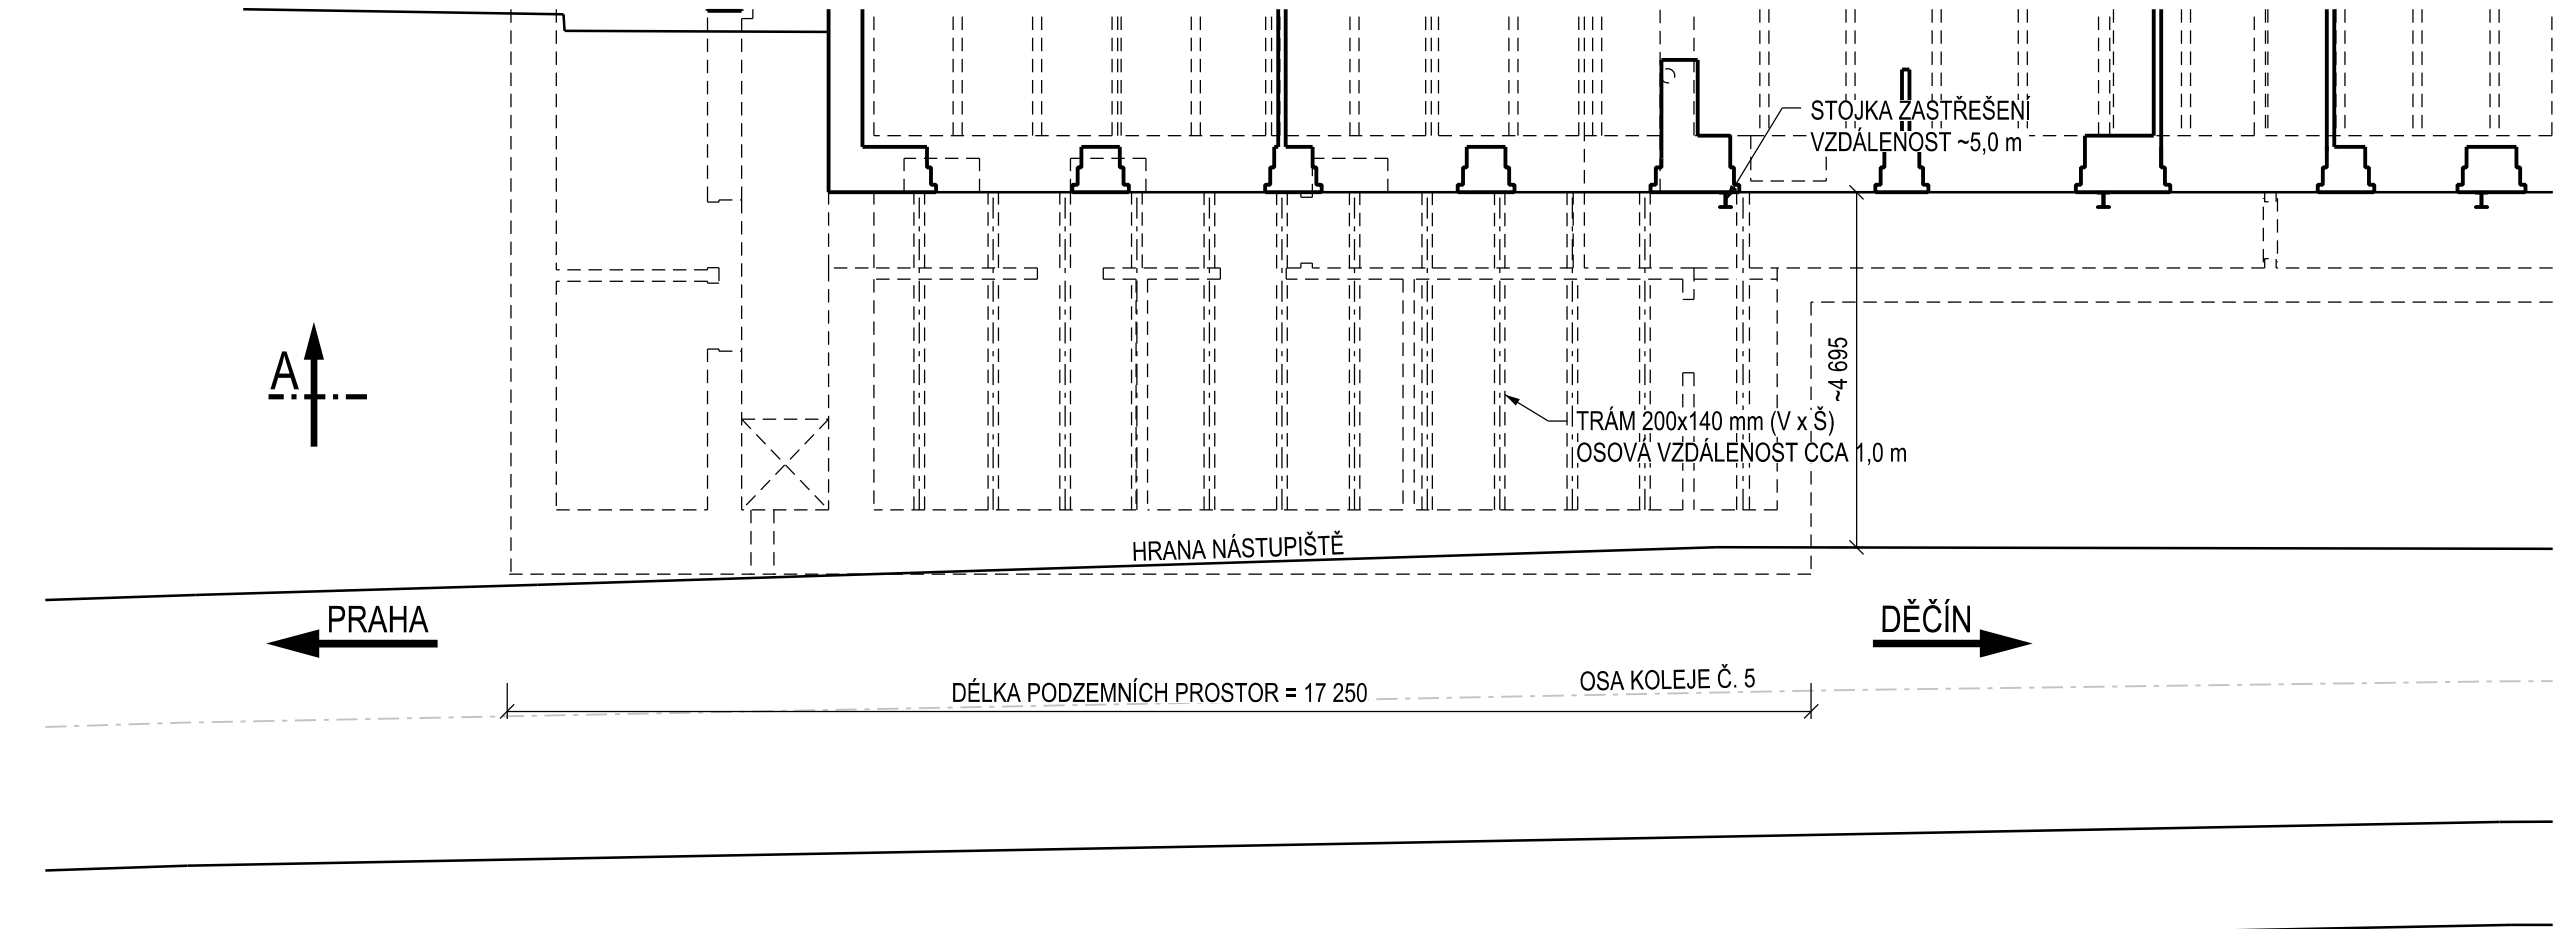 STOJKA ZASTŘEŠENÍ
VZDÁLENOST ~5,0 m
A
~4 695
TRÁM 200x140 mm (V x Š)
OSOVÁ VZDÁLENOST CCA 1,0 m
HRANA NÁSTUPIŠTĚ
PRAHA
DĚČÍN
OSA KOLEJE Č. 5
DÉLKA PODZEMNÍCH PROSTOR = 17 250